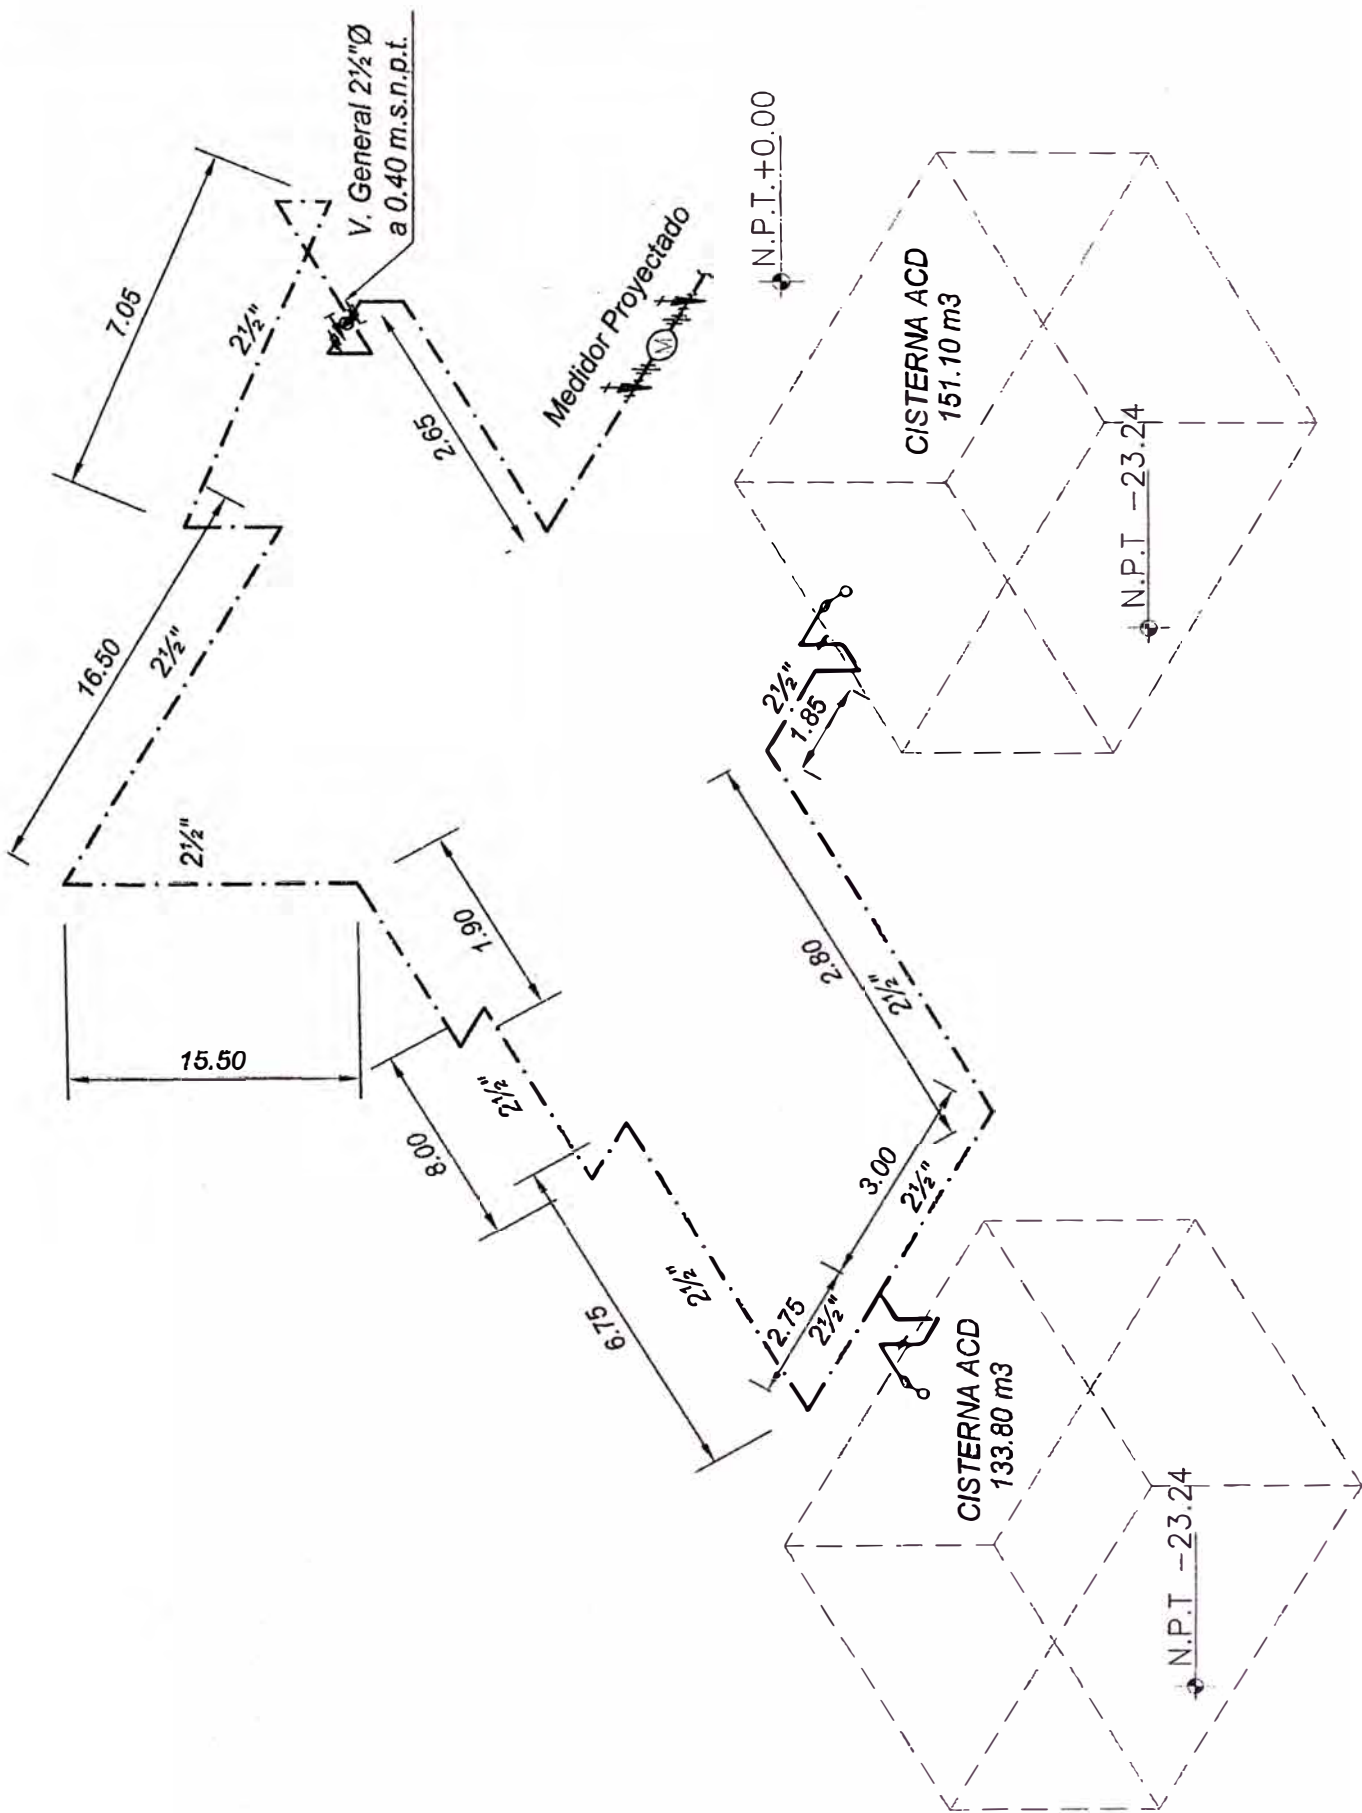 V. General 2½"Ø
a 0.40 m.s.n.p.t.
7.05
2½"
N.P.T.+0.00
Medidor Proyectado
M
2.65
16.50
2½"
2½"
CISTERNA ACD
151.10 m3
N.P.T -23.24
2½"
1.85
1.90
2.80
2½"
15.50
8.00
2½"
3.00
2½"
6.75
2½"
2.75
2½"
CISTERNA ACD
133.80 m3
N.P.T -23.24